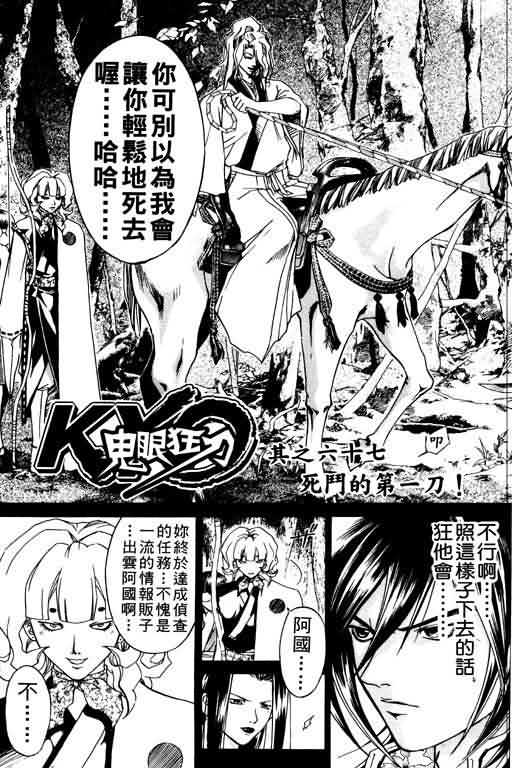 你可別以為我會
讓你輕鬆地死去
喔……哈哈……
KYO
鬼眼狂刀
其之六十七
死鬥的第一刀！
叩
不行啊……
照這樣子下去的話
狂他會……
阿國
……
妳終於達成偵查
的任務…不愧是
一流的情報販子
…出雲阿國啊…
不…